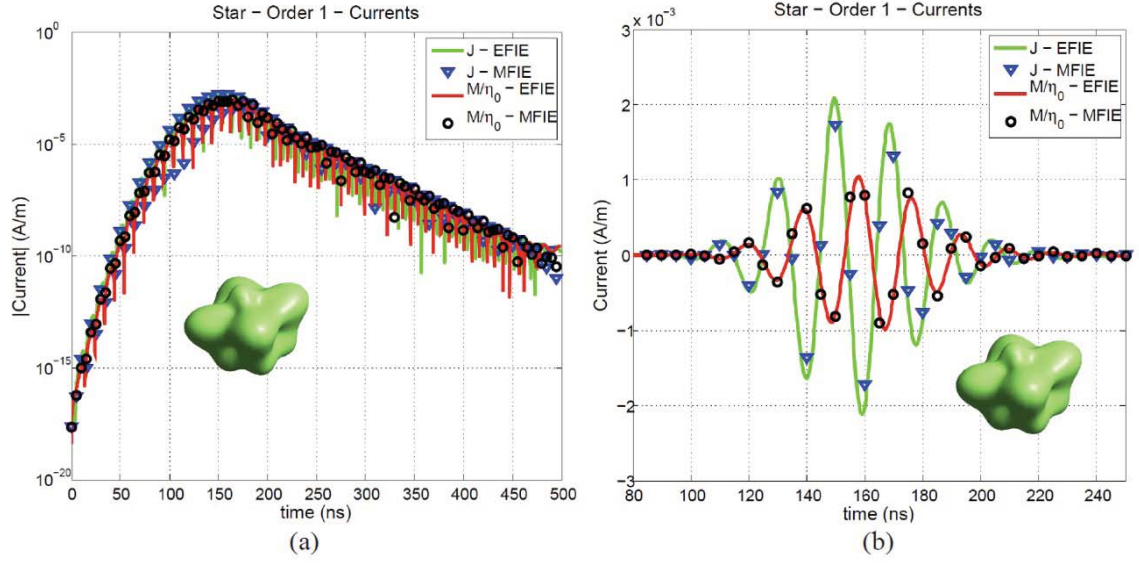 Star − Order 1 − Currents
10⁰
10⁻⁵
10⁻¹⁰
10⁻¹⁵
10⁻²⁰
|Current| (A/m)
J − EFIE
J − MFIE
M/η₀ − EFIE
M/η₀ − MFIE
0 50 100 150 200 250 300 350 400 450 500
time (ns)
(a)
Star − Order 1 − Currents
× 10⁻³
3
2
1
0
−1
−2
−3
Current (A/m)
J − EFIE
J − MFIE
M/η₀ − EFIE
M/η₀ − MFIE
80 100 120 140 160 180 200 220 240
time (ns)
(b)